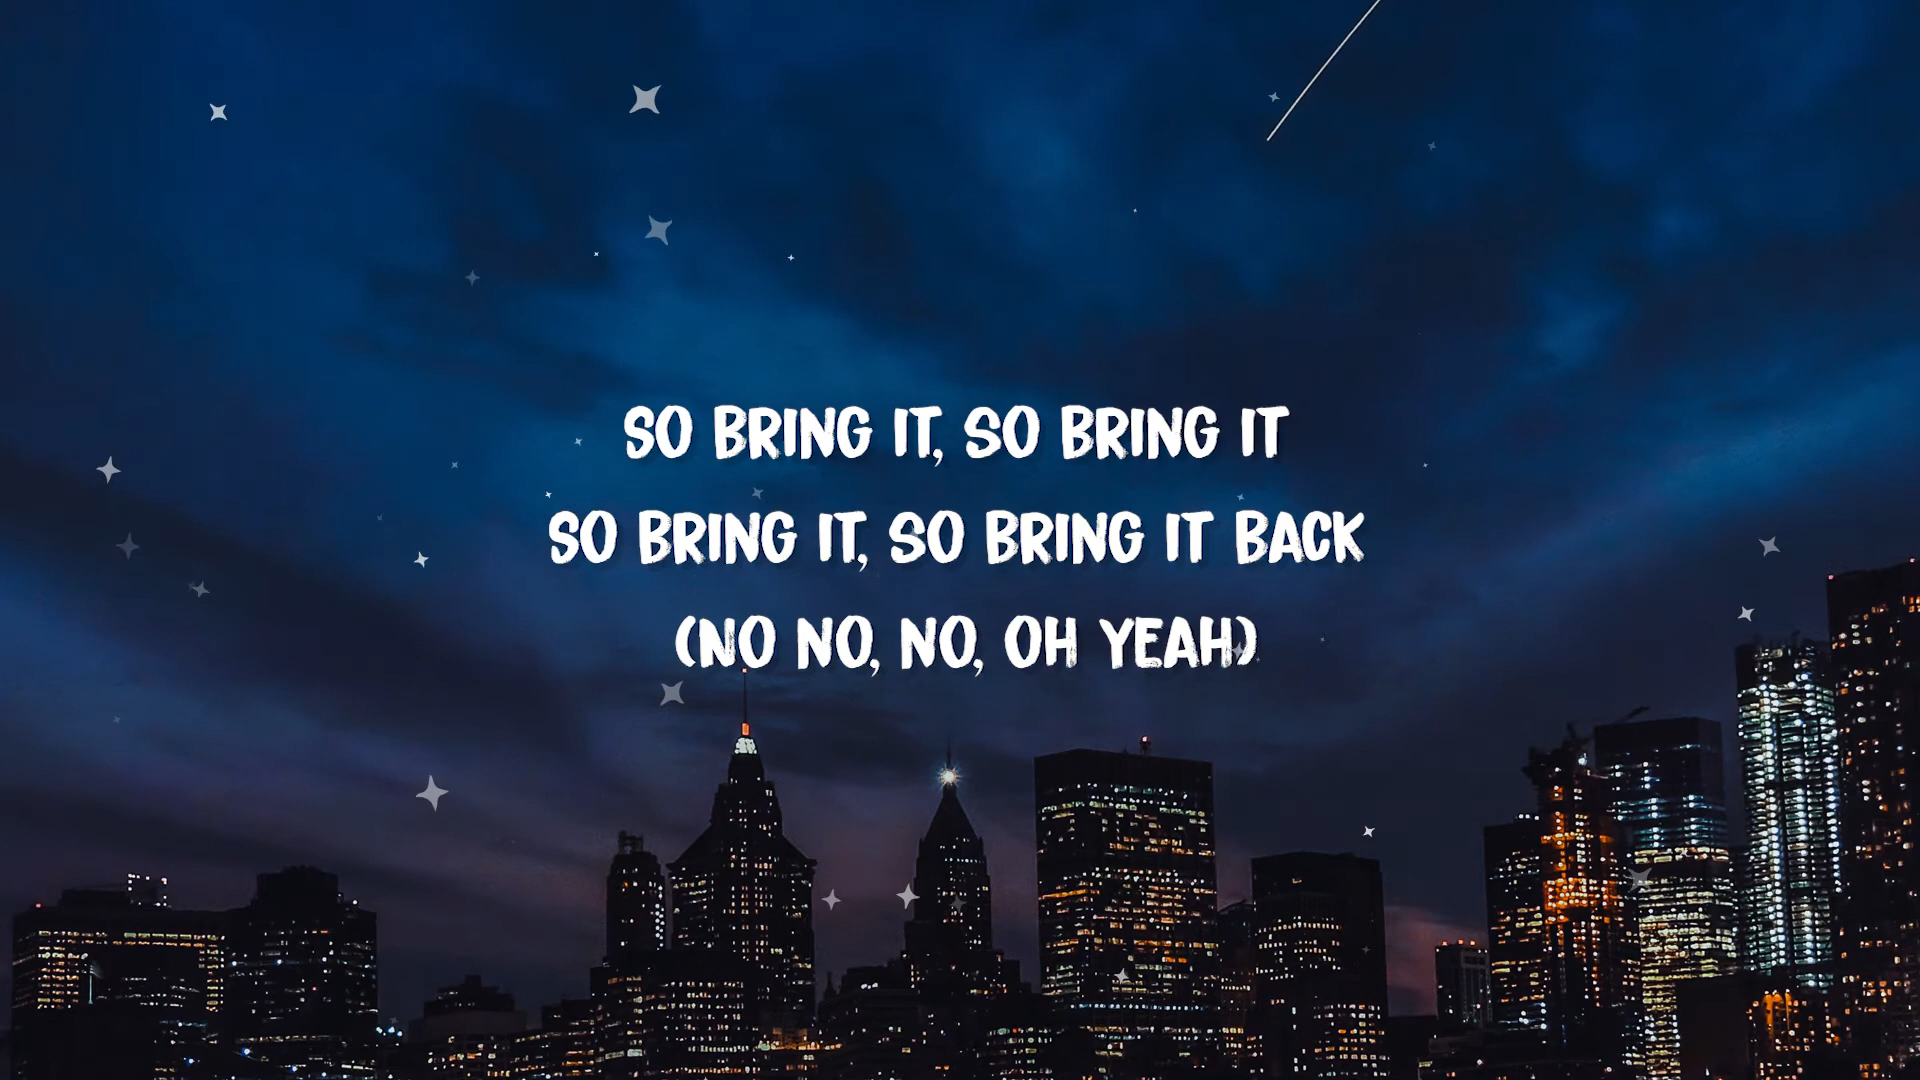 SO BRING IT, SO BRING IT
SO BRING IT, SO BRING IT BACK
(NO NO, NO, OH YEAH)